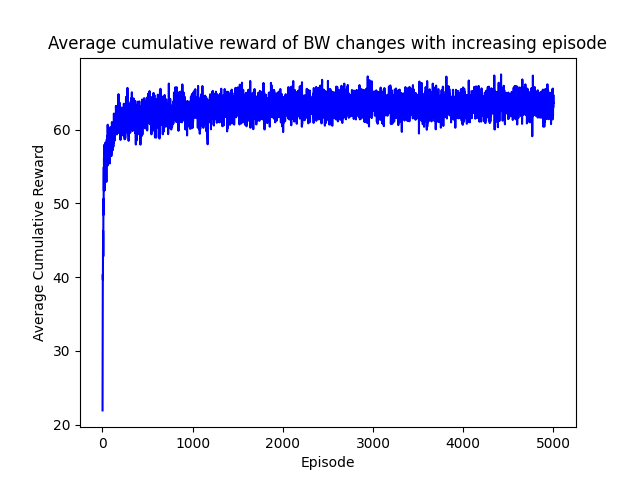 Average cumulative reward of BW changes with increasing episode
60
50
40
30
20
Average Cumulative Reward
0 1000 2000 3000 4000 5000
Episode